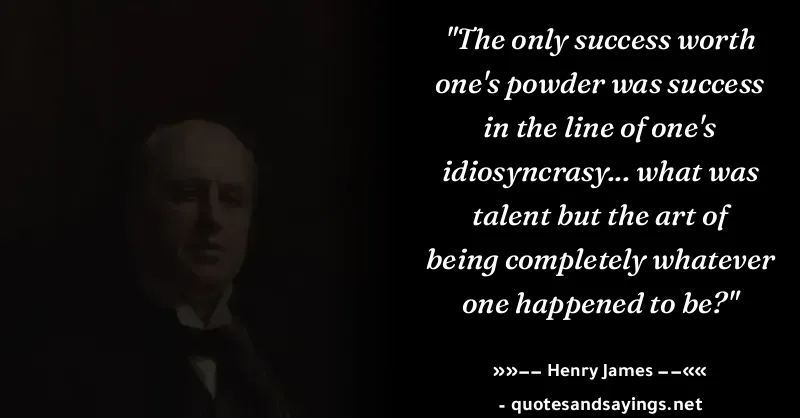 "The only success worth
one's powder was success
in the line of one's
idiosyncrasy... what was
talent but the art of
being completely whatever
one happened to be?"
»»–– Henry James ––««
- quotesandsayings.net